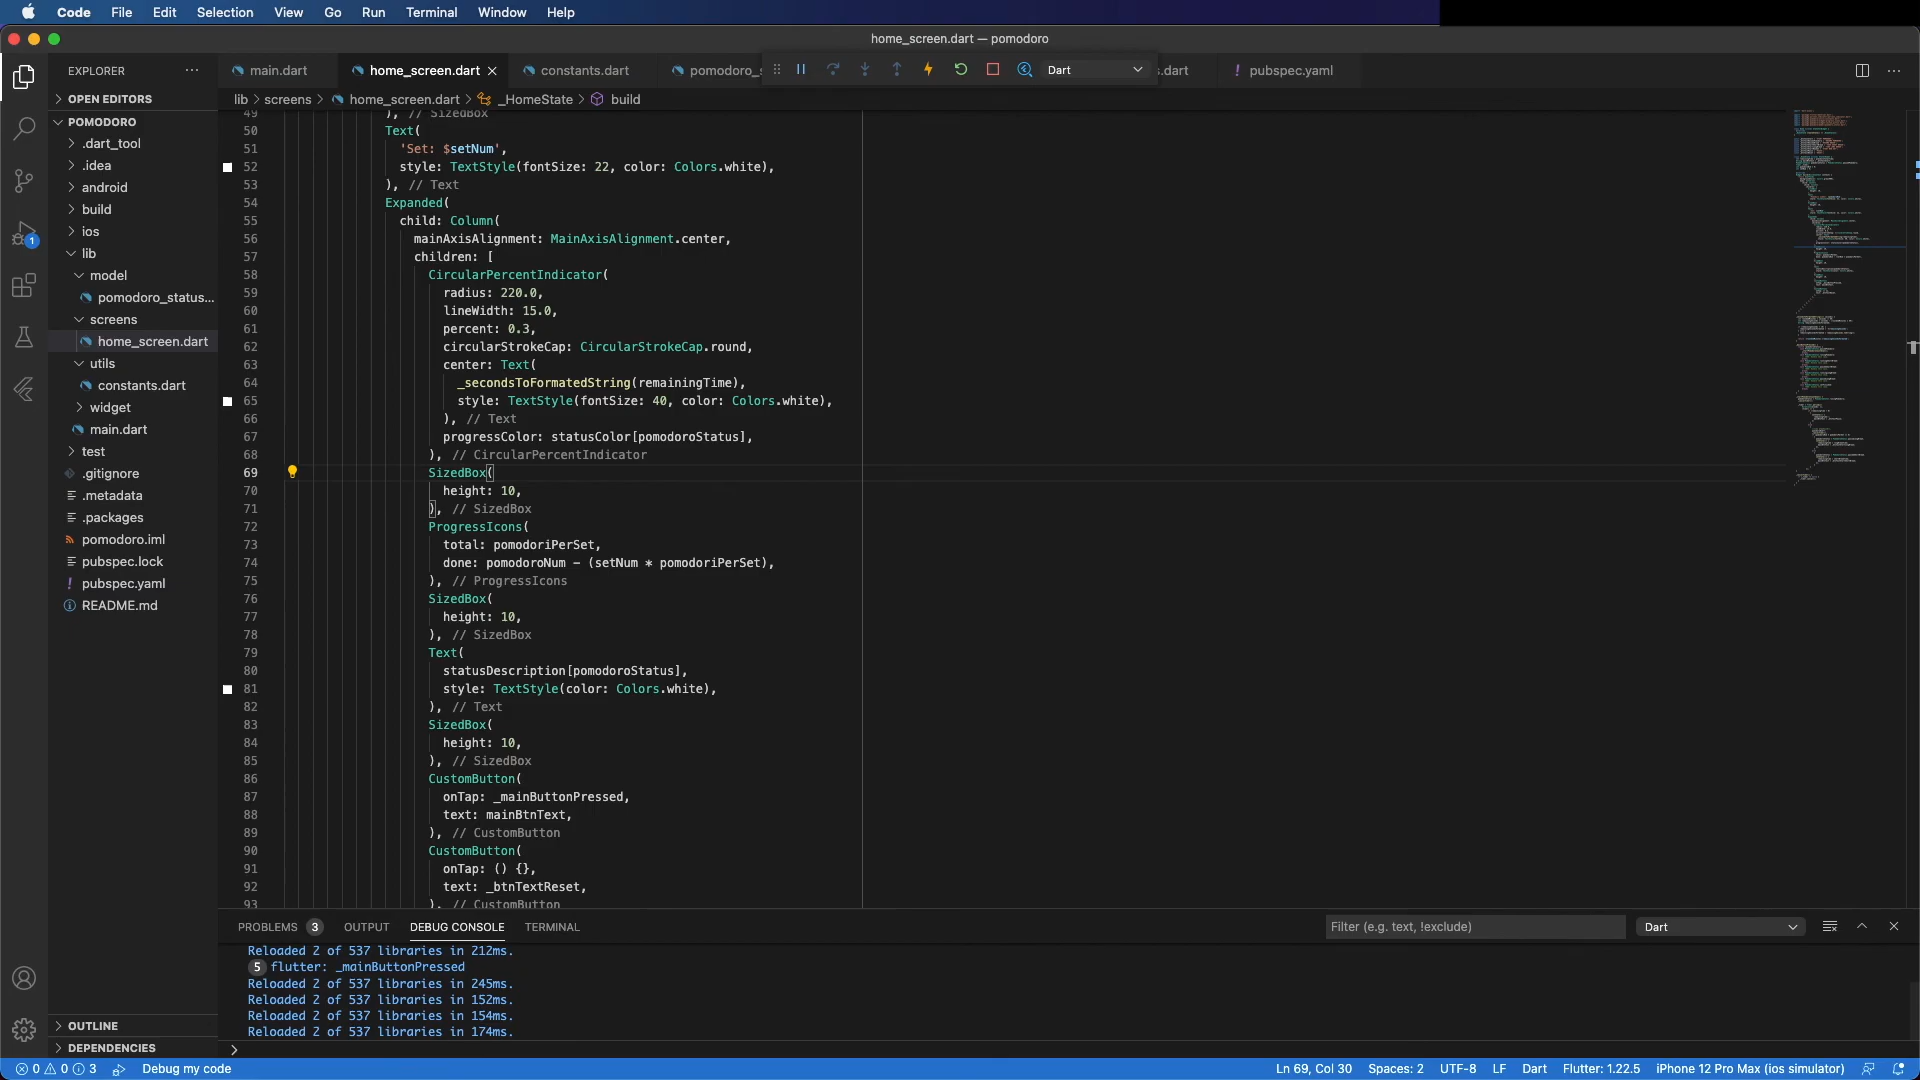 Code File Edit Selection View Go Run Terminal Window Help
home_screen.dart — pomodoro
EXPLORER
main.dart
home_screen.dart
constants.dart
pomodoro_s
Dart
s.dart
pubspec.yaml
lib > screens > home_screen.dart > _HomeState > build
OPEN EDITORS
POMODORO
.dart_tool
.idea
android
build
ios
lib
model
pomodoro_status...
screens
home_screen.dart
utils
constants.dart
widget
main.dart
test
.gitignore
.metadata
.packages
pomodoro.iml
pubspec.lock
pubspec.yaml
README.md
OUTLINE
DEPENDENCIES
49 ), // SizedBox
50 Text(
51 'Set: $setNum',
52 style: TextStyle(fontSize: 22, color: Colors.white),
53 ), // Text
54 Expanded(
55 child: Column(
56 mainAxisAlignment: MainAxisAlignment.center,
57 children: [
58 CircularPercentIndicator(
59 radius: 220.0,
60 lineWidth: 15.0,
61 percent: 0.3,
62 circularStrokeCap: CircularStrokeCap.round,
63 center: Text(
64 _secondsToFormatedString(remainingTime),
65 style: TextStyle(fontSize: 40, color: Colors.white),
66 ), // Text
67 progressColor: statusColor[pomodoroStatus],
68 ), // CircularPercentIndicator
69 SizedBox(
70 height: 10,
71 ), // SizedBox
72 ProgressIcons(
73 total: pomodoriPerSet,
74 done: pomodoroNum - (setNum * pomodoriPerSet),
75 ), // ProgressIcons
76 SizedBox(
77 height: 10,
78 ), // SizedBox
79 Text(
80 statusDescription[pomodoroStatus],
81 style: TextStyle(color: Colors.white),
82 ), // Text
83 SizedBox(
84 height: 10,
85 ), // SizedBox
86 CustomButton(
87 onTap: _mainButtonPressed,
88 text: mainBtnText,
89 ), // CustomButton
90 CustomButton(
91 onTap: () {},
92 text: _btnTextReset,
93 ), // CustomButton
PROBLEMS 3 OUTPUT DEBUG CONSOLE TERMINAL
Filter (e.g. text, !exclude)
Dart
Reloaded 2 of 537 libraries in 212ms.
5 flutter: _mainButtonPressed
Reloaded 2 of 537 libraries in 245ms.
Reloaded 2 of 537 libraries in 152ms.
Reloaded 2 of 537 libraries in 154ms.
Reloaded 2 of 537 libraries in 174ms.
>
0 0 3 Debug my code
Ln 69, Col 30 Spaces: 2 UTF-8 LF Dart Flutter: 1.22.5 iPhone 12 Pro Max (ios simulator)